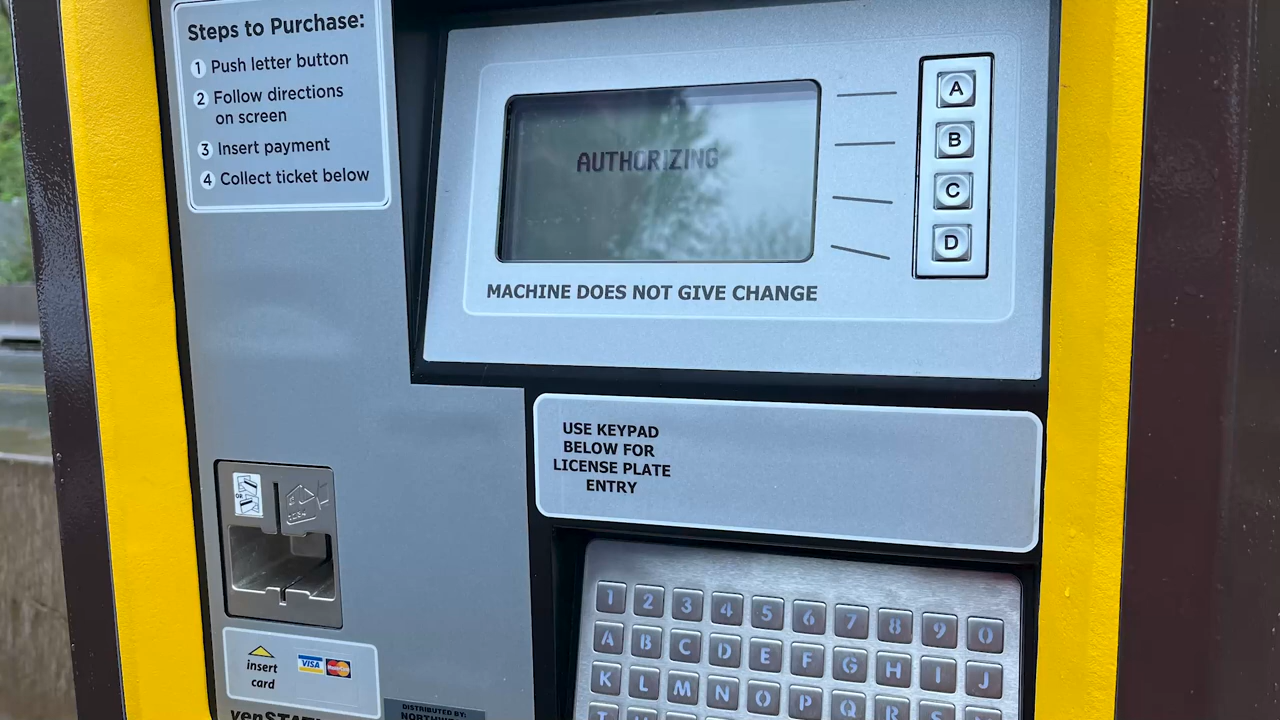 Steps to Purchase:
1 Push letter button
2 Follow directions
on screen
3 Insert payment
4 Collect ticket below
AUTHORIZING
A
B
C
D
MACHINE DOES NOT GIVE CHANGE
USE KEYPAD
BELOW FOR
LICENSE PLATE
ENTRY
OR
1 2 3 4 5 6 7 8 9 0
A B C D E F G H I J
K L M N O P Q R S
insert
card
VISA MasterCard
DISTRIBUTED BY: